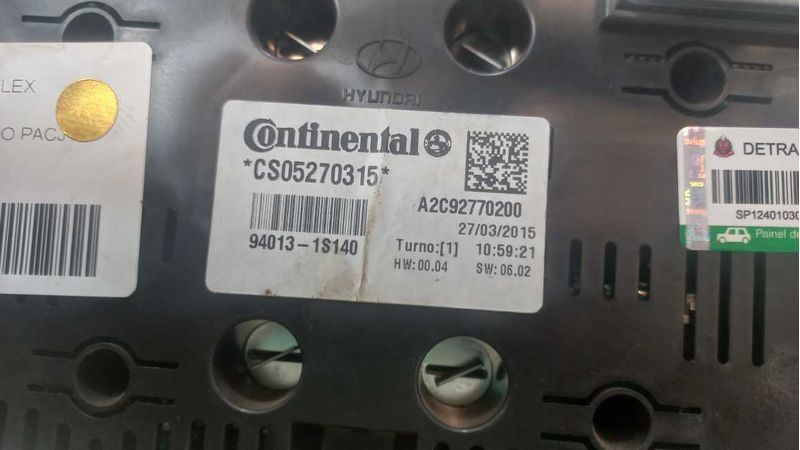 LEX
O PACJ
HYUNDAI
Continental
*CS05270315*
94013-1S140
A2C92770200
27/03/2015
Turno:[1] 10:59:21
HW:00.04 SW:06.02
DETRA
SP12401030
Painel de